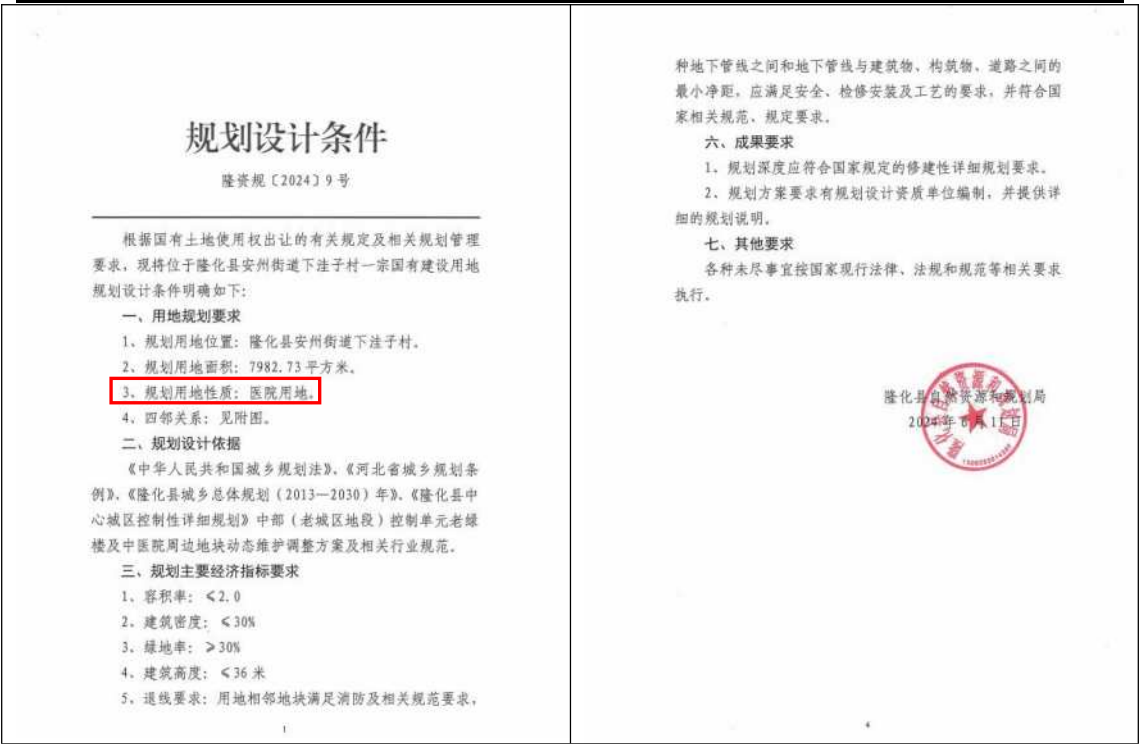 规划设计条件
隆资规〔2024〕9号
根据国有土地使用权出让的有关规定及相关规划管理
要求，现将位于隆化县安州街道下洼子村一宗国有建设用地
规划设计条件明确如下：
一、用地规划要求
1、规划用地位置：隆化县安州街道下洼子村。
2、规划用地面积：7982.73平方米。
3、规划用地性质：医院用地。
4、四邻关系：见附图。
二、规划设计依据
《中华人民共和国城乡规划法》、《河北省城乡规划条
例》、《隆化县城乡总体规划（2013—2030）年》、《隆化县中
心城区控制性详细规划》中部（老城区地段）控制单元老绿
楼及中医院周边地块动态维护调整方案及相关行业规范。
三、规划主要经济指标要求
1、容积率：≤2.0
2、建筑密度：≤30%
3、绿地率：≥30%
4、建筑高度：≤36米
5、退线要求：用地相邻地块满足消防及相关规范要求，
1
种地下管线之间和地下管线与建筑物、构筑物、道路之间的
最小净距，应满足安全、检修安装及工艺的要求，并符合国
家相关规范、规定要求。
六、成果要求
1、规划深度应符合国家规定的修建性详细规划要求。
2、规划方案要求有规划设计资质单位编制，并提供详
细的规划说明。
七、其他要求
各种未尽事宜按国家现行法律、法规和规范等相关要求
执行。
隆化县自然资源和规划局
2024年6月11日
隆化县自然资源和规划局
4